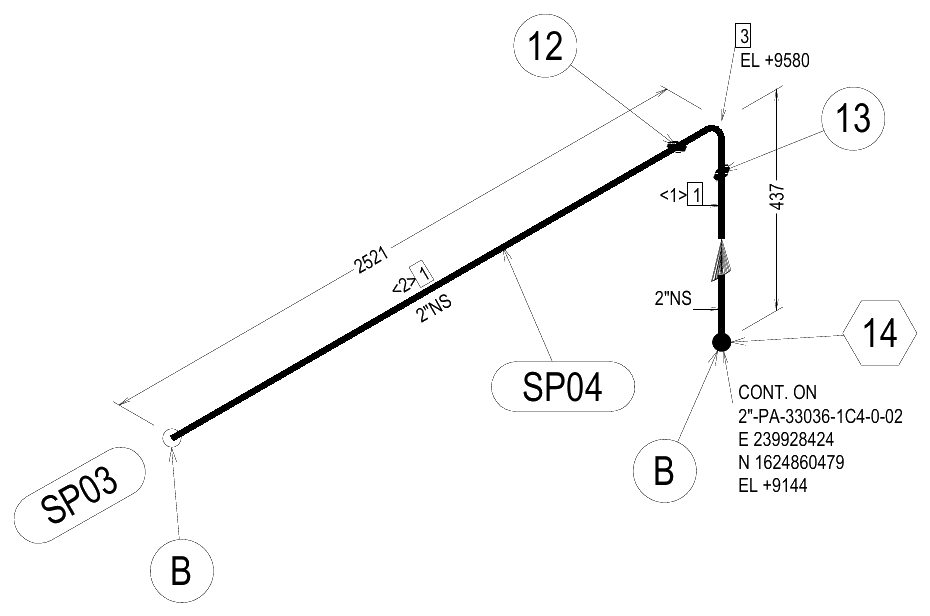 12
3
EL +9580
13
<1> 1
437
2521
<2> 1
2"NS
2"NS
14
SP04
CONT. ON
2"-PA-33036-1C4-0-02
E 239928424
N 1624860479
EL +9144
B
SP03
B